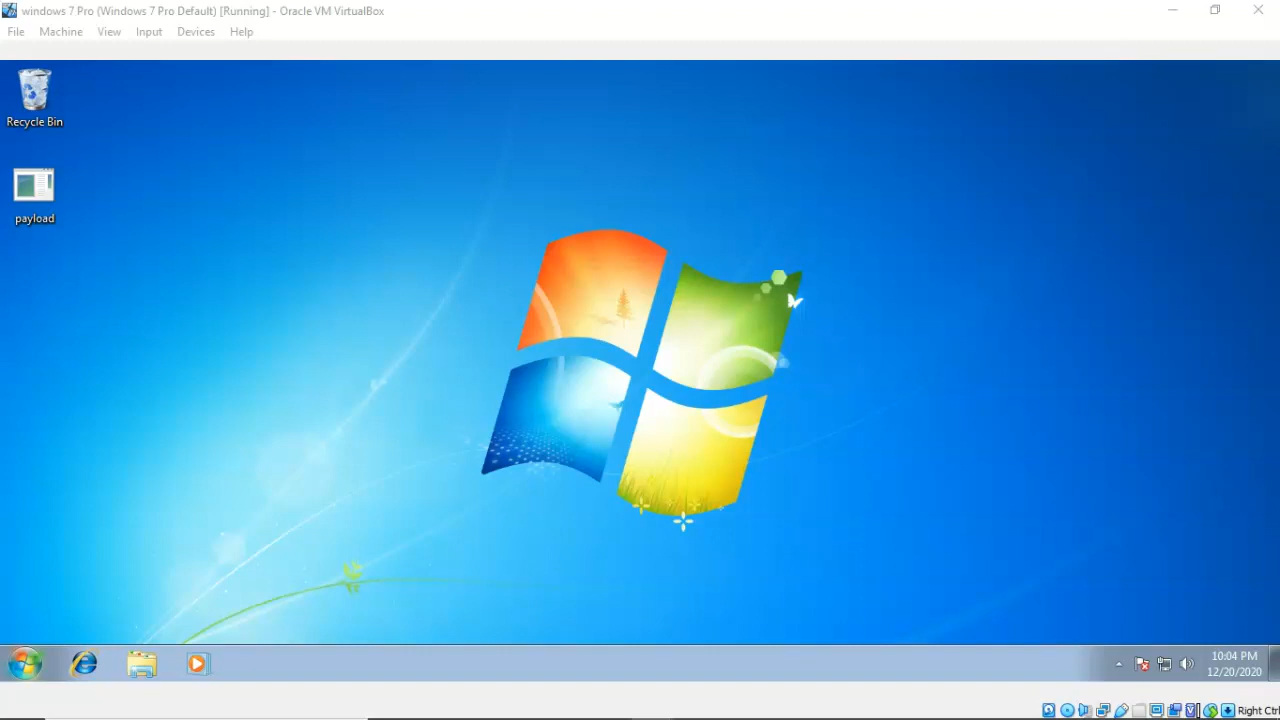 windows 7 Pro (Windows 7 Pro Default) [Running] - Oracle VM VirtualBox
File Machine View Input Devices Help
Recycle Bin
payload
10:04 PM
12/20/2020
Right Ctrl